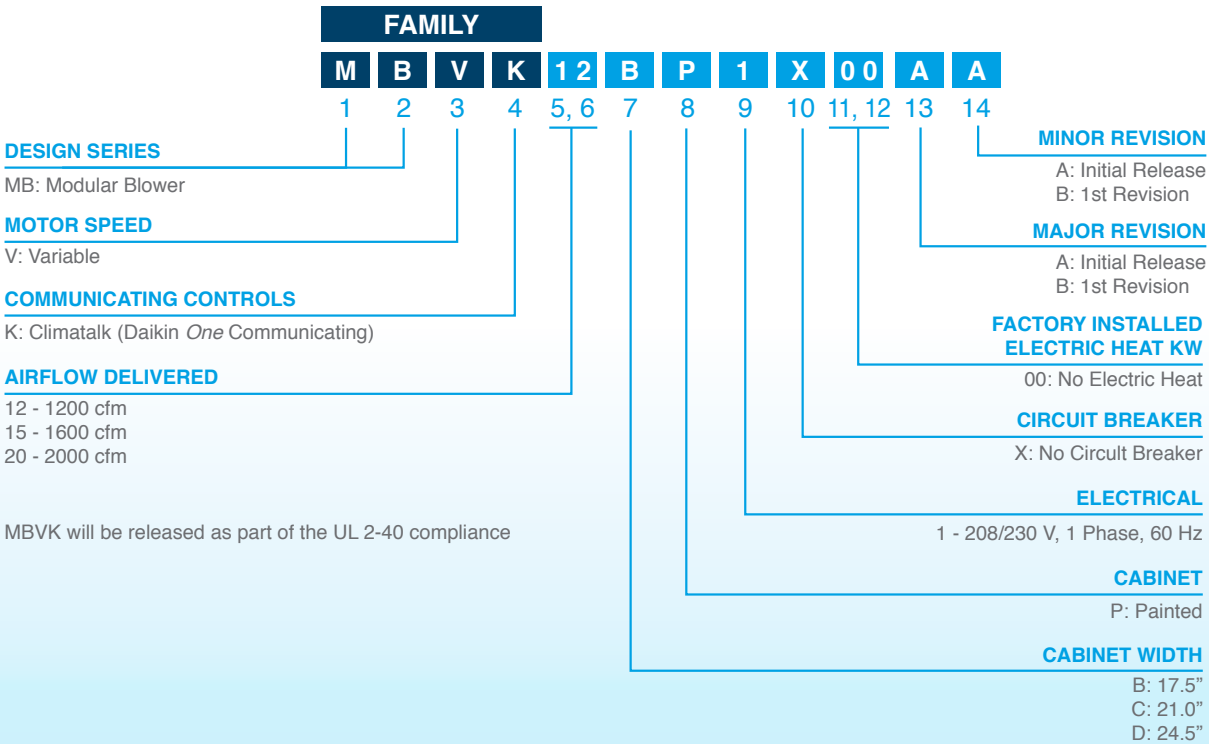 FAMILY
M B V K 12 B P 1 X 00 A A
1 2 3 4 5, 6 7 8 9 10 11, 12 13 14
DESIGN SERIES
MB: Modular Blower
MOTOR SPEED
V: Variable
COMMUNICATING CONTROLS
K: Climatalk (Daikin One Communicating)
AIRFLOW DELIVERED
12 - 1200 cfm
15 - 1600 cfm
20 - 2000 cfm
MBVK will be released as part of the UL 2-40 compliance
MINOR REVISION
A: Initial Release
B: 1st Revision
MAJOR REVISION
A: Initial Release
B: 1st Revision
FACTORY INSTALLED
ELECTRIC HEAT KW
00: No Electric Heat
CIRCUIT BREAKER
X: No Circult Breaker
ELECTRICAL
1 - 208/230 V, 1 Phase, 60 Hz
CABINET
P: Painted
CABINET WIDTH
B: 17.5”
C: 21.0”
D: 24.5”